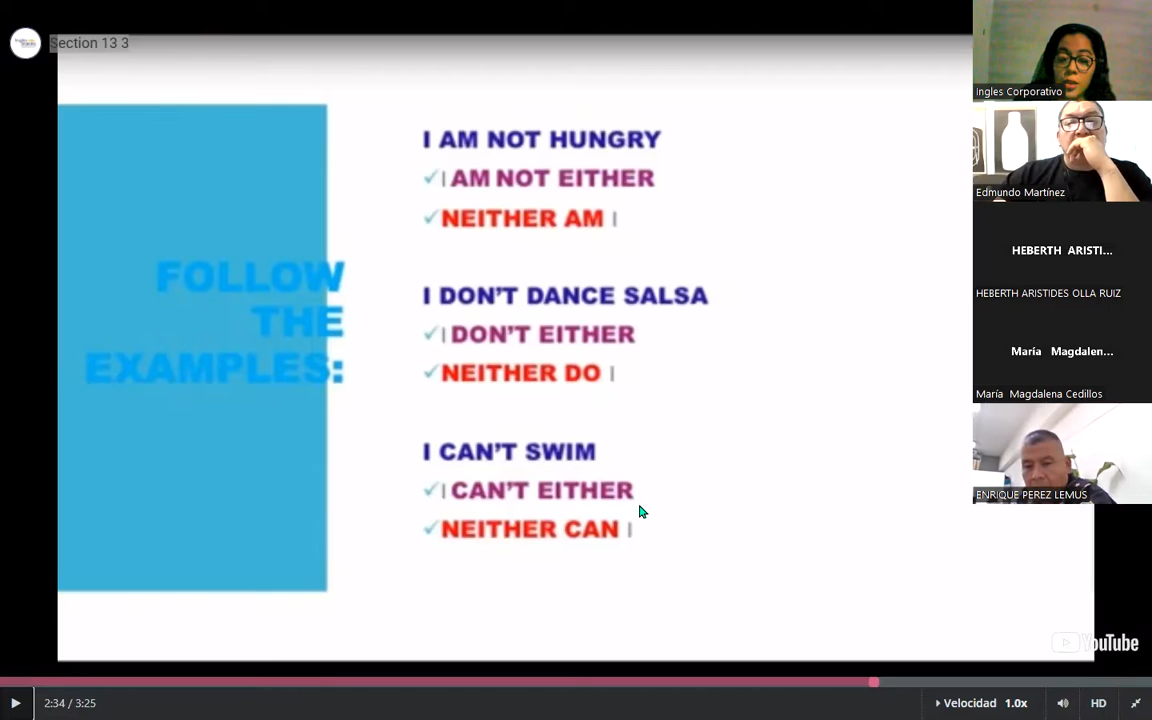 Section 13 3
FOLLOW
THE
EXAMPLES:
I AM NOT HUNGRY
✓I AM NOT EITHER
✓NEITHER AM I
I DON'T DANCE SALSA
✓I DON'T EITHER
✓NEITHER DO I
I CAN'T SWIM
✓I CAN'T EITHER
✓NEITHER CAN I
YouTube
2:34 / 3:25
Velocidad 1.0x
HD
Ingles Corporativo
Edmundo Martínez
HEBERTH ARISTI...
HEBERTH ARISTIDES OLLA RUIZ
María Magdalen...
María Magdalena Cedillos
ENRIQUE PEREZ LEMUS